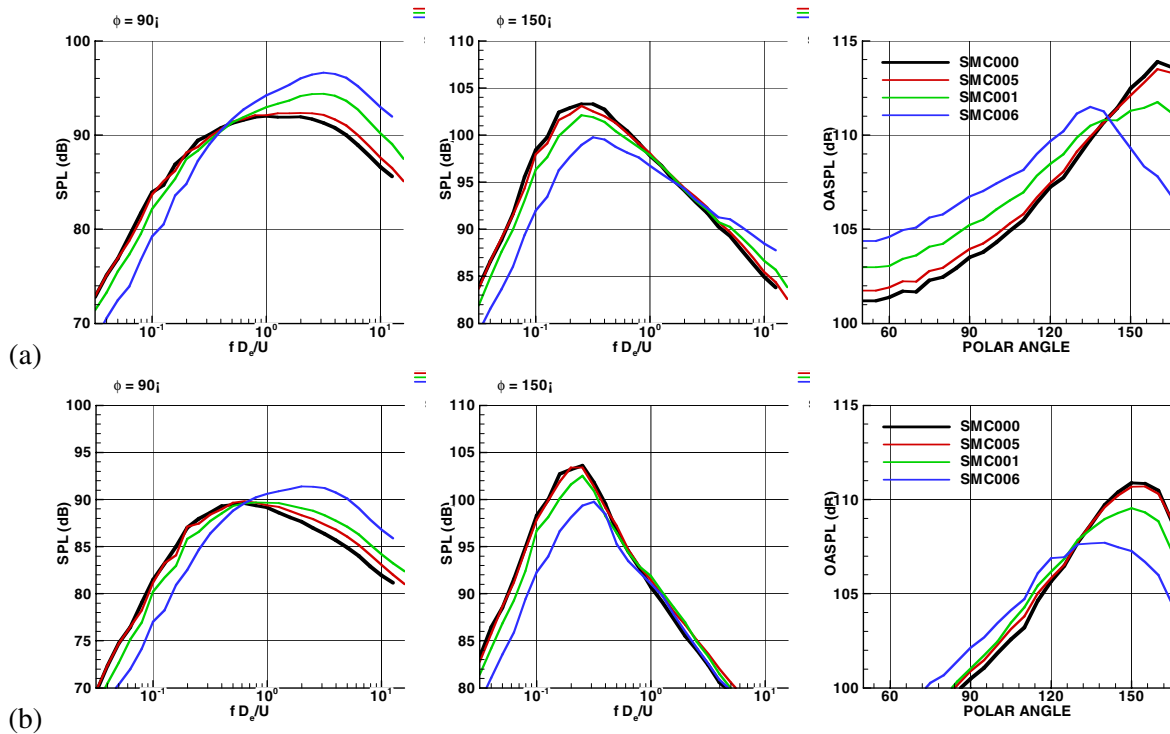 ϕ = 90¡
SPL (dB)
100
90
80
70
10⁻¹
10⁰
10¹
f Dₑ/U
ϕ = 150¡
SPL (dB)
110
105
100
95
90
85
80
10⁻¹
10⁰
10¹
f Dₑ/U
SMC000
SMC005
SMC001
SMC006
OASPL (dB)
115
110
105
100
60
90
120
150
POLAR ANGLE
(a)
ϕ = 90¡
SPL (dB)
100
95
90
85
80
75
70
10⁻¹
10⁰
10¹
f Dₑ/U
ϕ = 150¡
SPL (dB)
110
105
100
95
90
85
80
10⁻¹
10⁰
10¹
f Dₑ/U
SMC000
SMC005
SMC001
SMC006
OASPL (dB)
115
110
105
100
60
90
120
150
POLAR ANGLE
(b)